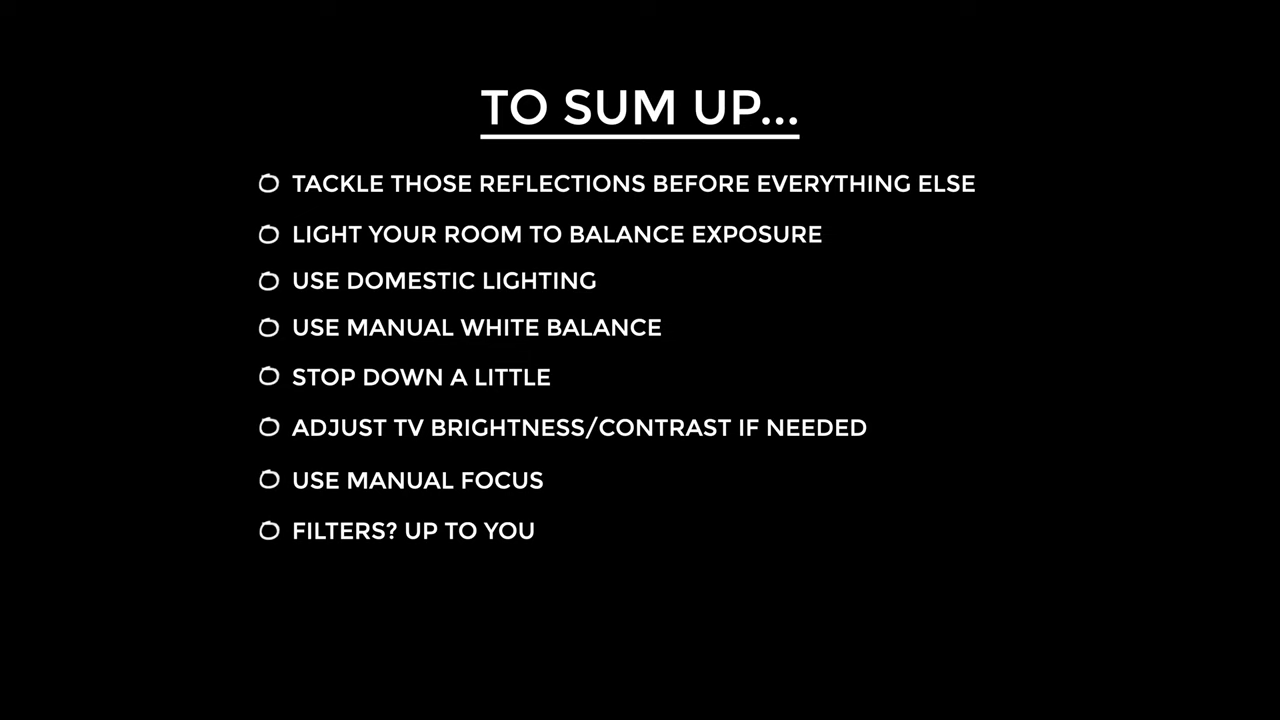 TO SUM UP...
TACKLE THOSE REFLECTIONS BEFORE EVERYTHING ELSE
LIGHT YOUR ROOM TO BALANCE EXPOSURE
USE DOMESTIC LIGHTING
USE MANUAL WHITE BALANCE
STOP DOWN A LITTLE
ADJUST TV BRIGHTNESS/CONTRAST IF NEEDED
USE MANUAL FOCUS
FILTERS? UP TO YOU